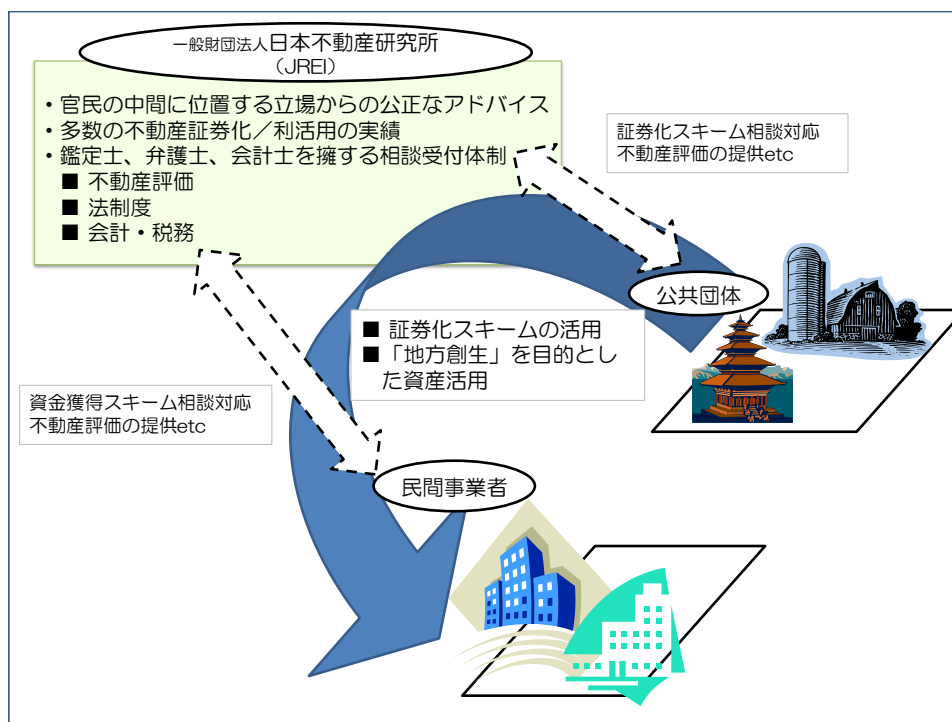 一般財団法人日本不動産研究所
（JREI）
・官民の中間に位置する立場からの公正なアドバイス
・多数の不動産証券化／利活用の実績
・鑑定士、弁護士、会計士を擁する相談受付体制
■ 不動産評価
■ 法制度
■ 会計・税務
証券化スキーム相談対応
不動産評価の提供etc
公共団体
■ 証券化スキームの活用
■「地方創生」を目的とし
た資産活用
資金獲得スキーム相談対応
不動産評価の提供etc
民間事業者